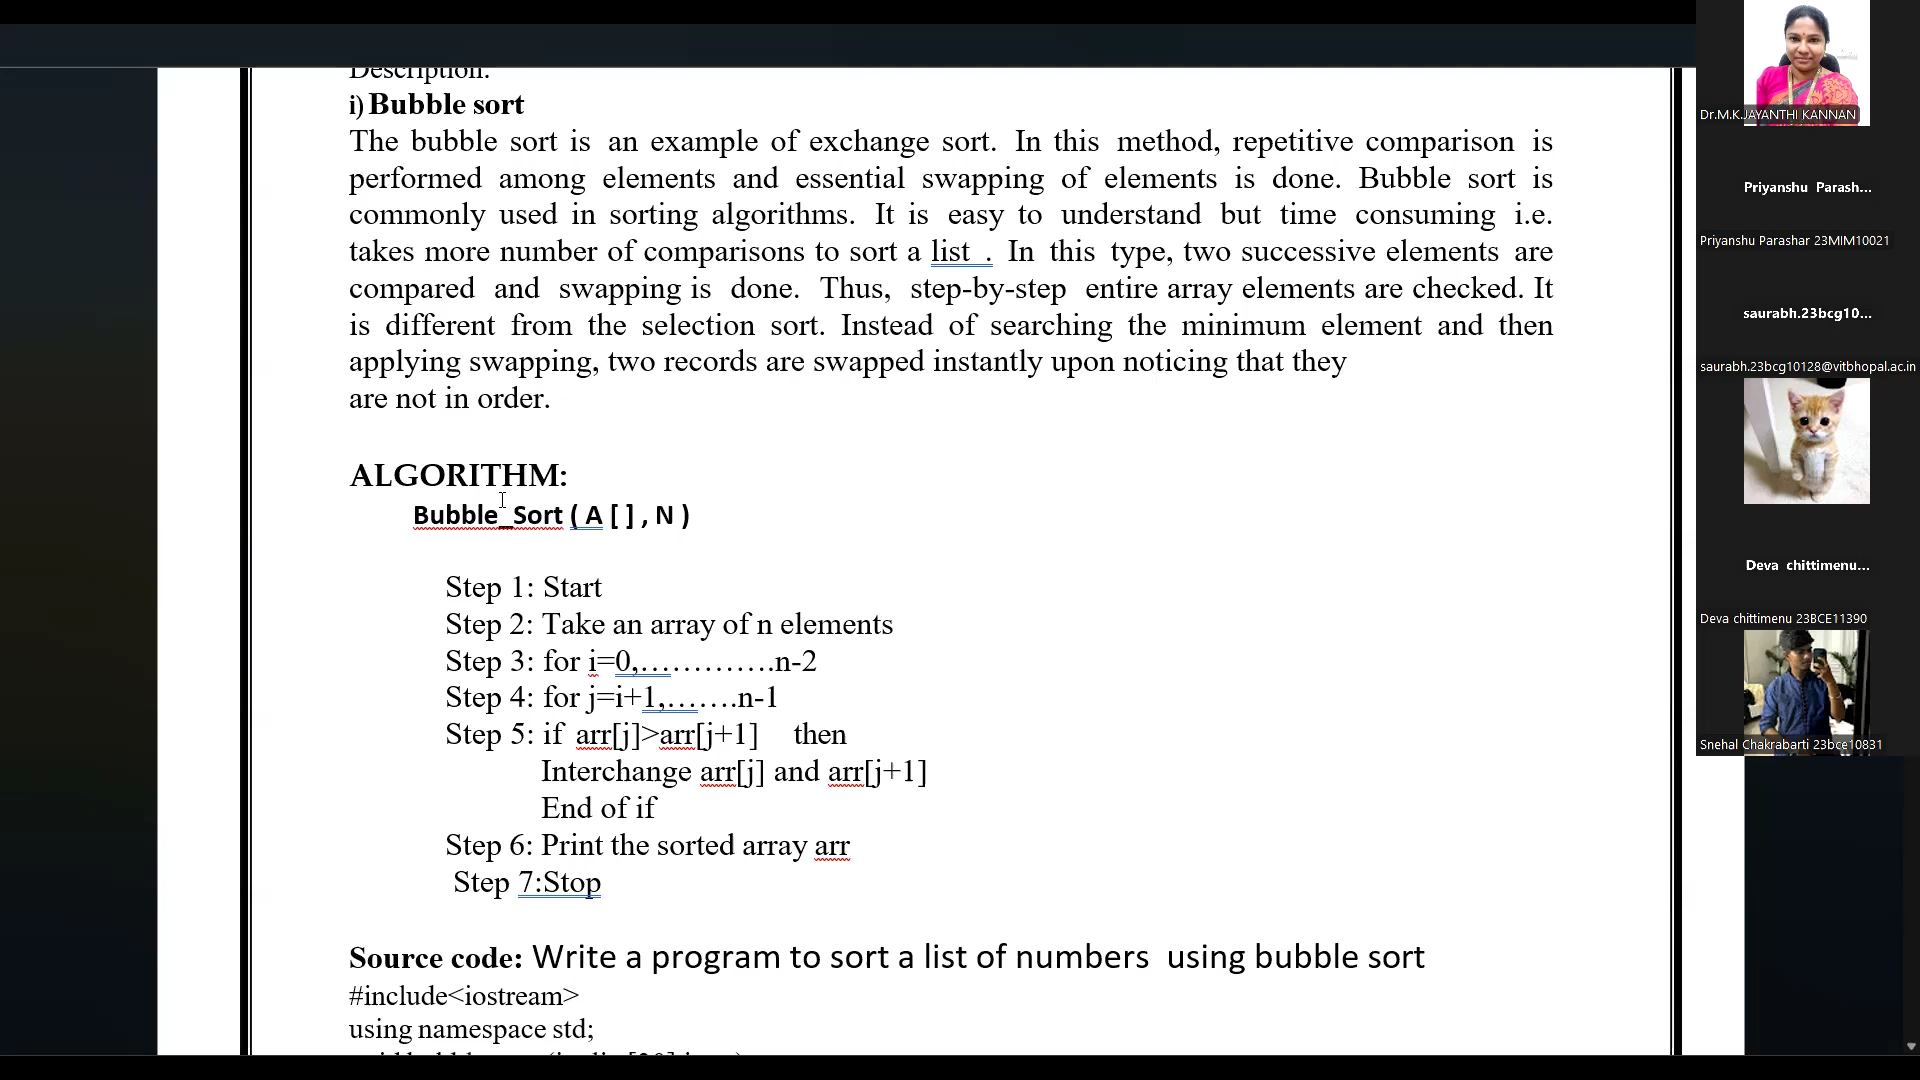 Description:
i) Bubble sort
The bubble sort is an example of exchange sort. In this method, repetitive comparison is
performed among elements and essential swapping of elements is done. Bubble sort is
commonly used in sorting algorithms. It is easy to understand but time consuming i.e.
takes more number of comparisons to sort a list . In this type, two successive elements are
compared and swapping is done. Thus, step-by-step entire array elements are checked. It
is different from the selection sort. Instead of searching the minimum element and then
applying swapping, two records are swapped instantly upon noticing that they
are not in order.
ALGORITHM:
Bubble_Sort ( A [ ] , N )
Step 1: Start
Step 2: Take an array of n elements
Step 3: for i=0,………….n-2
Step 4: for j=i+1,…….n-1
Step 5: if arr[j]>arr[j+1] then
Interchange arr[j] and arr[j+1]
End of if
Step 6: Print the sorted array arr
Step 7:Stop
Source code: Write a program to sort a list of numbers using bubble sort
#include<iostream>
using namespace std;
Dr.M.K.JAYANTHI KANNAN
Priyanshu Parash...
Priyanshu Parashar 23MIM10021
saurabh.23bcg10...
saurabh.23bcg10128@vitbhopal.ac.in
Deva chittimenu...
Deva chittimenu 23BCE11390
Snehal Chakrabarti 23bce10831